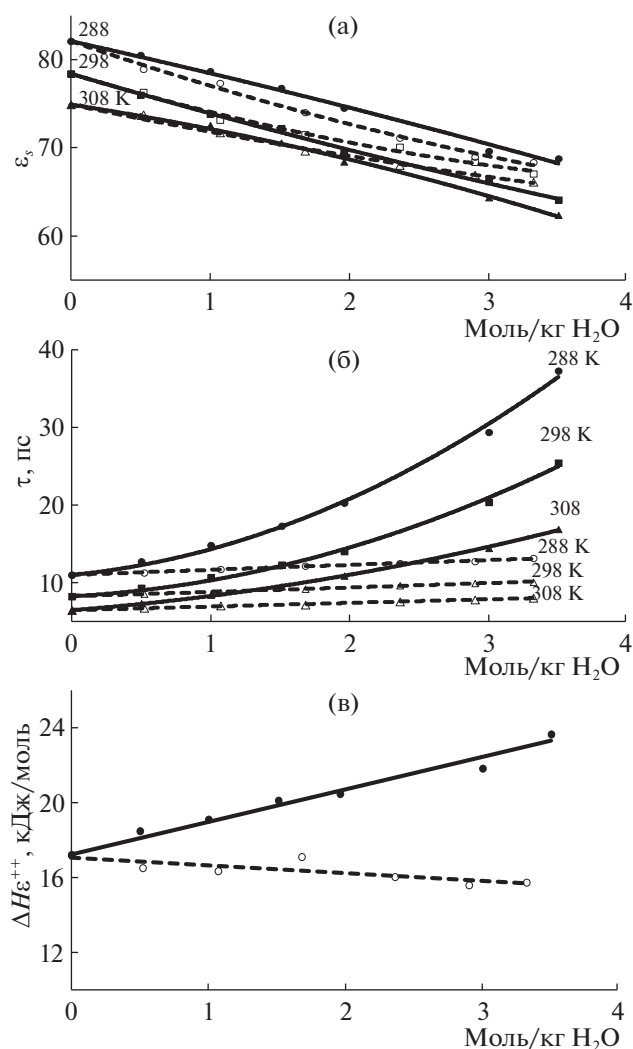 (а)
288
298
308 K
80
70
60
εₛ
0 1 2 3 4
Моль/кг H₂O
(б)
40
30
20
10
τ, пс
288 K
298 K
308
288 K
298 K
308 K
0 1 2 3 4
Моль/кг H₂O
(в)
24
20
16
12
ΔHε⁺⁺, кДж/моль
0 1 2 3 4
Моль/кг H₂O